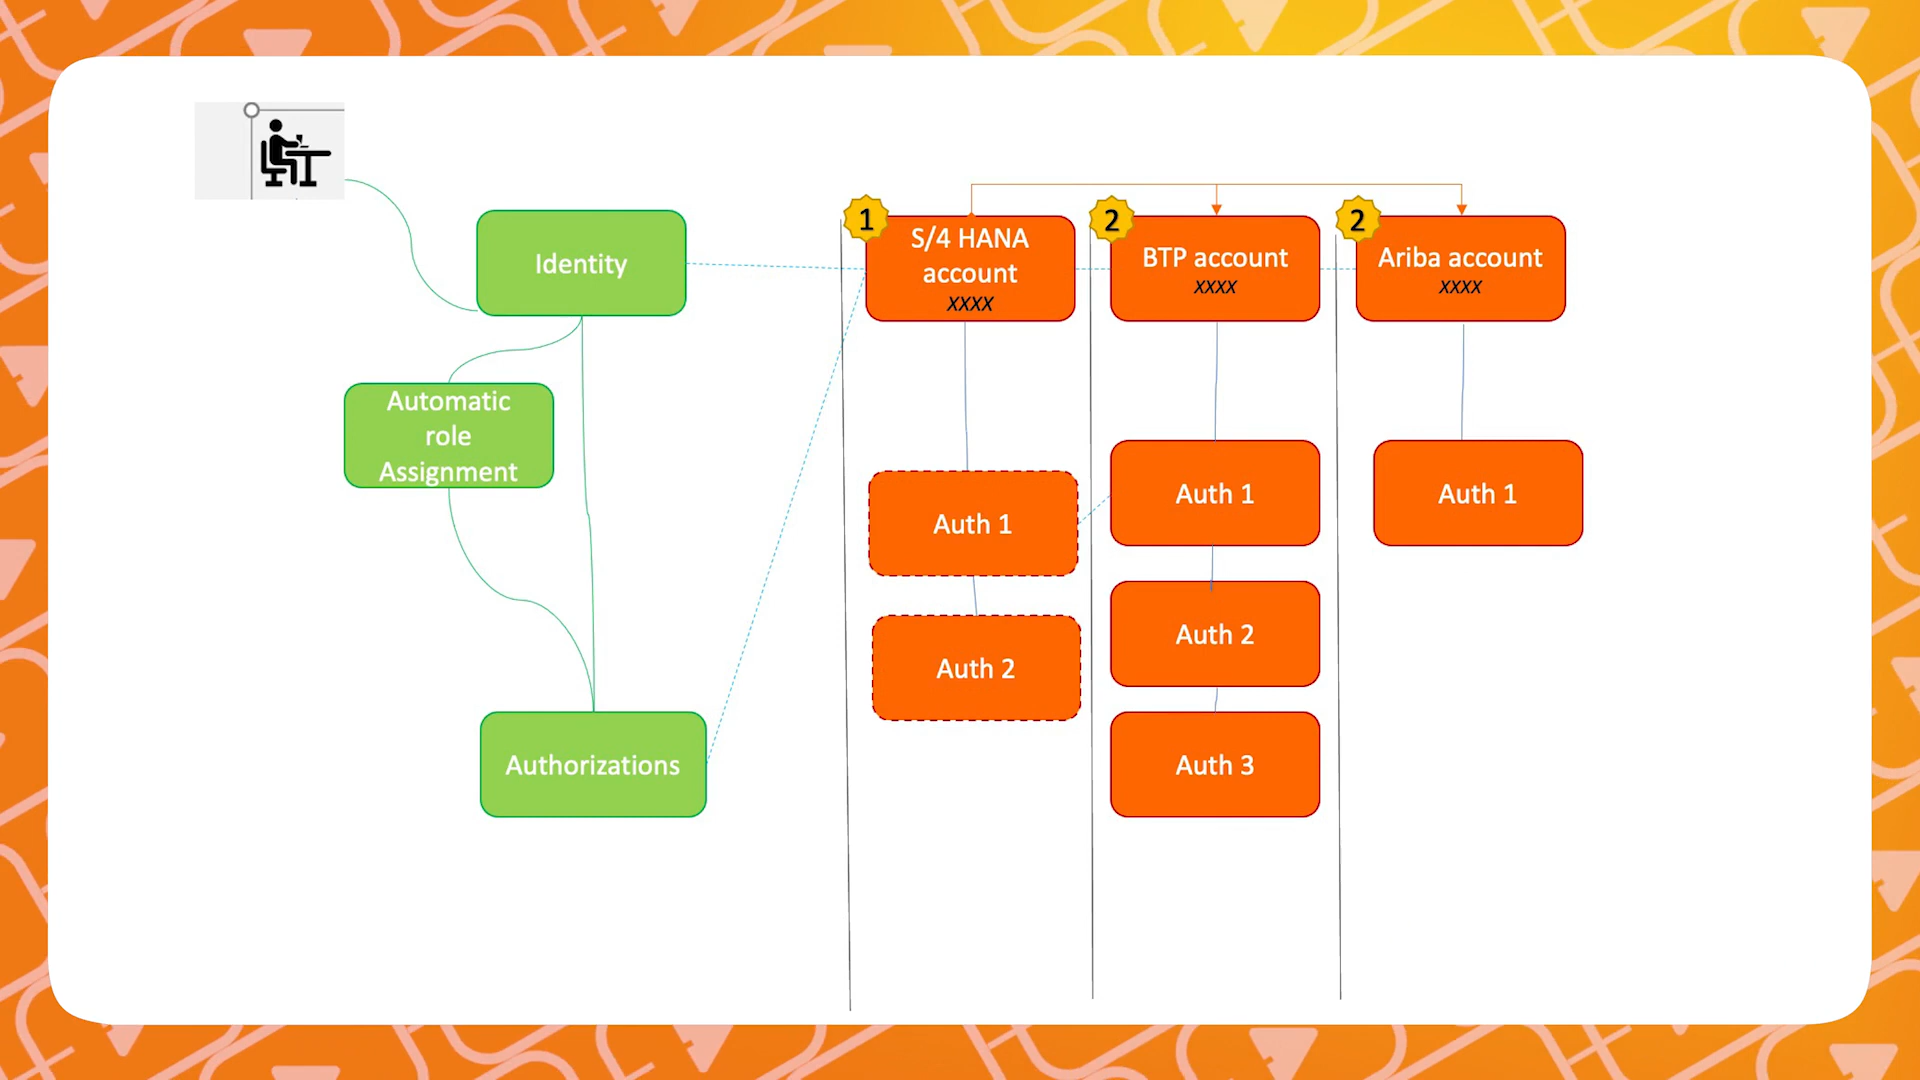 Identity
Automatic
role
Assignment
Authorizations
1
S/4 HANA
account
XXXX
Auth 1
Auth 2
2
BTP account
XXXX
Auth 1
Auth 2
Auth 3
2
Ariba account
XXXX
Auth 1